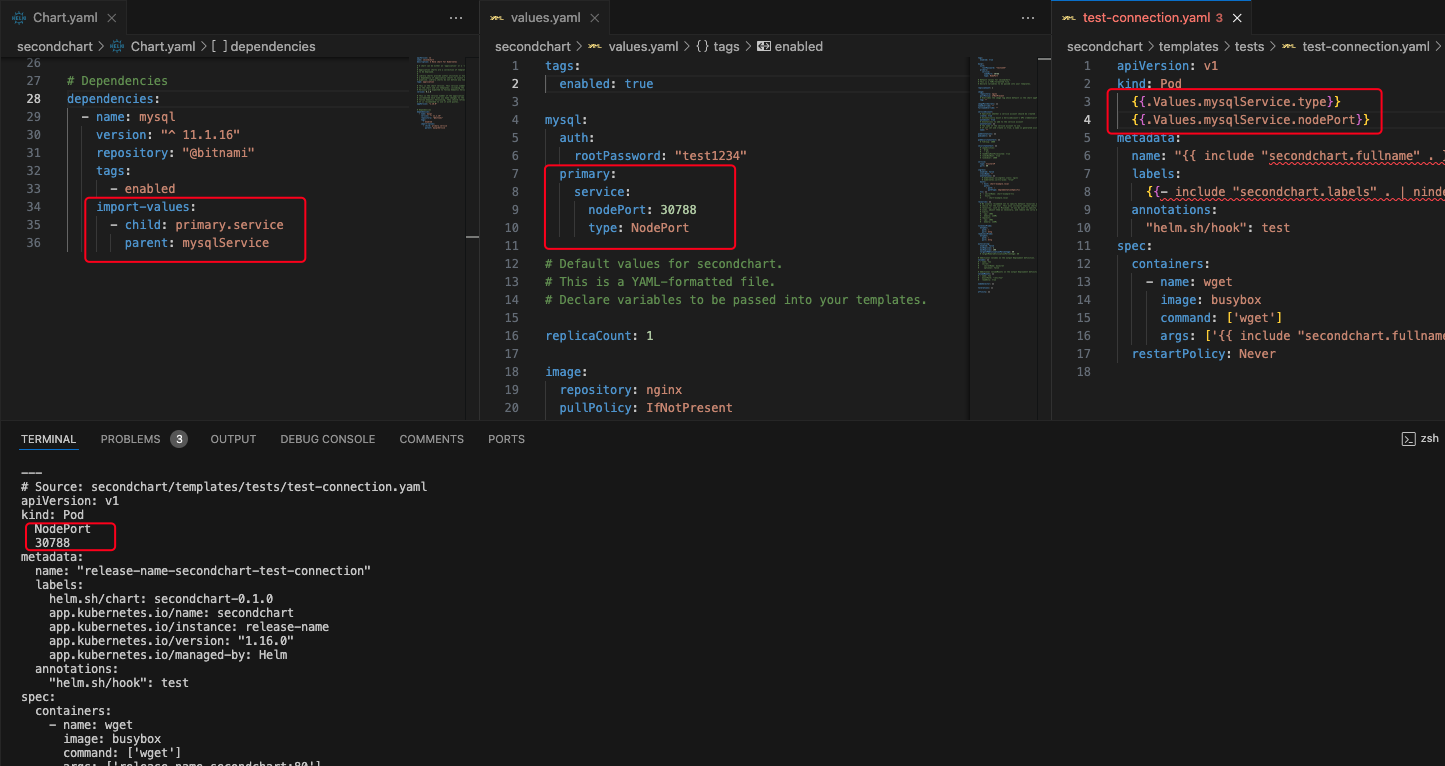 Chart.yaml
secondchart > Chart.yaml > [ ] dependencies
26
27 # Dependencies
28 dependencies:
29 - name: mysql
30 version: "^ 11.1.16"
31 repository: "@bitnami"
32 tags:
33 - enabled
34 import-values:
35 - child: primary.service
36 parent: mysqlService
values.yaml
secondchart > values.yaml > { } tags > enabled
1 tags:
2 enabled: true
3
4 mysql:
5 auth:
6 rootPassword: "test1234"
7 primary:
8 service:
9 nodePort: 30788
10 type: NodePort
11
12 # Default values for secondchart.
13 # This is a YAML-formatted file.
14 # Declare variables to be passed into your templates.
15
16 replicaCount: 1
17
18 image:
19 repository: nginx
20 pullPolicy: IfNotPresent
test-connection.yaml 3
secondchart > templates > tests > test-connection.yaml >
1 apiVersion: v1
2 kind: Pod
3 {{.Values.mysqlService.type}}
4 {{.Values.mysqlService.nodePort}}
5 metadata:
6 name: "{{ include "secondchart.fullname" .
7 labels:
8 {{- include "secondchart.labels" . | ninde
9 annotations:
10 "helm.sh/hook": test
11 spec:
12 containers:
13 - name: wget
14 image: busybox
15 command: ['wget']
16 args: ['{{ include "secondchart.fullname
17 restartPolicy: Never
18
TERMINAL PROBLEMS 3 OUTPUT DEBUG CONSOLE COMMENTS PORTS
zsh
---
# Source: secondchart/templates/tests/test-connection.yaml
apiVersion: v1
kind: Pod
NodePort
30788
metadata:
name: "release-name-secondchart-test-connection"
labels:
helm.sh/chart: secondchart-0.1.0
app.kubernetes.io/name: secondchart
app.kubernetes.io/instance: release-name
app.kubernetes.io/version: "1.16.0"
app.kubernetes.io/managed-by: Helm
annotations:
"helm.sh/hook": test
spec:
containers:
- name: wget
image: busybox
command: ['wget']
args: ['release-name-secondchart:80']